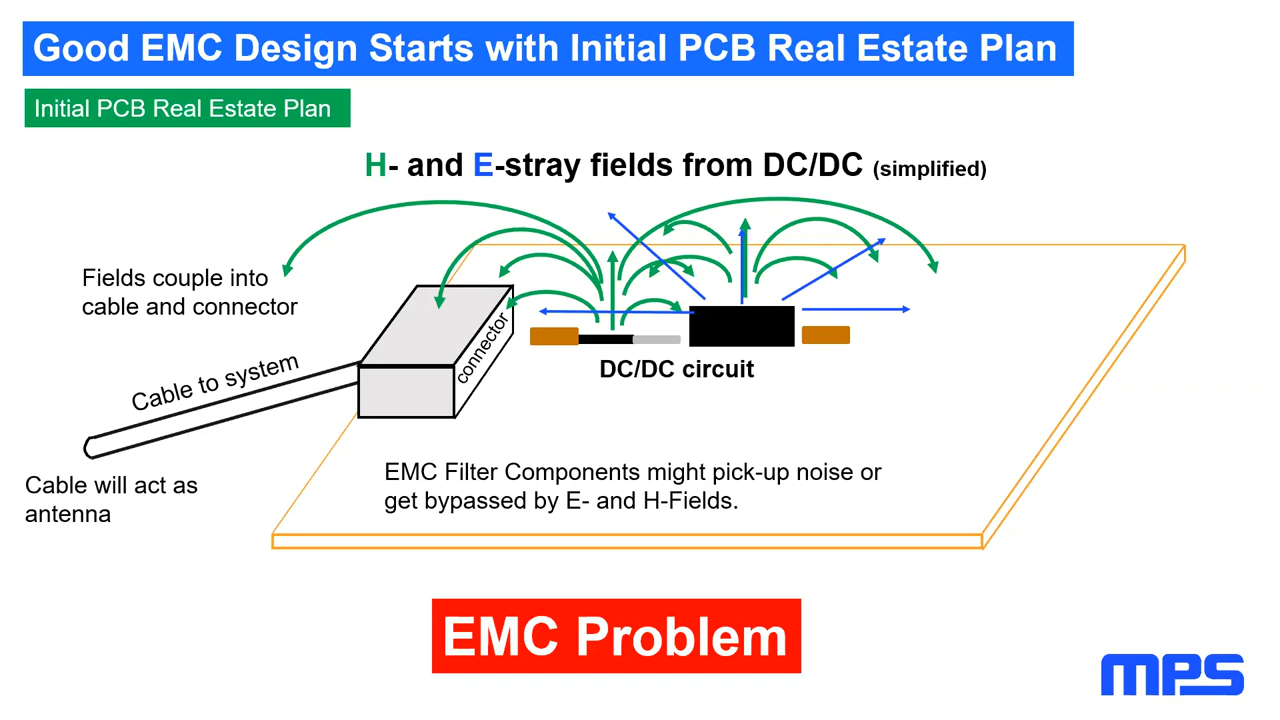 Good EMC Design Starts with Initial PCB Real Estate Plan
Initial PCB Real Estate Plan
H- and E-stray fields from DC/DC (simplified)
Fields couple into
cable and connector
connector
DC/DC circuit
Cable to system
Cable will act as
antenna
EMC Filter Components might pick-up noise or
get bypassed by E- and H-Fields.
EMC Problem
mps